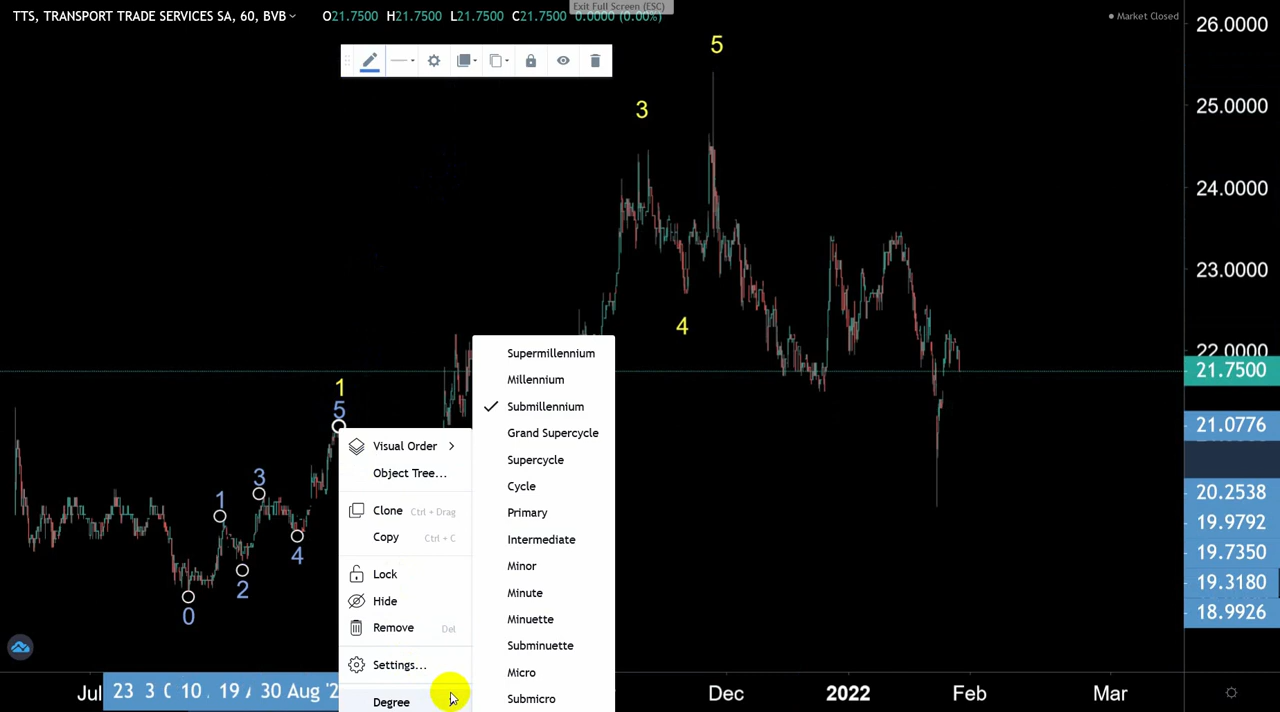 TTS, TRANSPORT TRADE SERVICES SA, 60, BVB
O21.7500 H21.7500 L21.7500 C21.7500 0.0000 (0.00%)
Exit Full Screen (ESC)
Market Closed
26.0000
25.0000
24.0000
23.0000
22.0000
21.7500
21.0776
20.2538
19.9792
19.7350
19.3180
18.9926
5
3
4
1
5
3
1
4
2
0
Visual Order
Object Tree...
Clone Ctrl + Drag
Copy Ctrl + C
Lock
Hide
Remove Del
Settings...
Degree
Supermillennium
Millennium
Submillennium
Grand Supercycle
Supercycle
Cycle
Primary
Intermediate
Minor
Minute
Minuette
Subminuette
Micro
Submicro
Jul 23 30 Aug '2 Dec 2022 Feb Mar